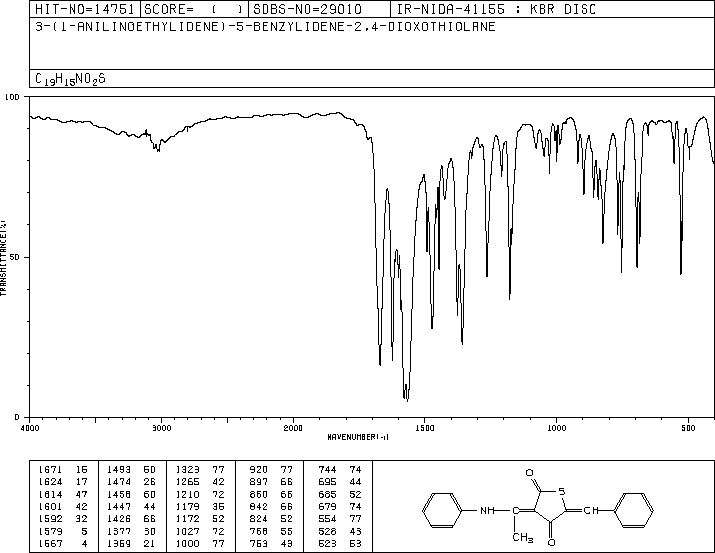 HIT-NO=14751 SCORE= ( ) SDBS-NO=29010 IR-NIDA-41155 : KBR DISC
3-(1-ANILINOETHYLIDENE)-5-BENZYLIDENE-2,4-DIOXOTHIOLANE
C19H15NO2S
100
50
0
TRANSMITTANCE(%)
4000 3000 2000 1500 1000 500
WAVENUMBER(-1)
1671 16 1493 50 1323 77 920 77 744 74
1624 17 1474 26 1265 42 897 66 695 44
1614 47 1458 60 1210 72 860 66 685 52
1601 42 1447 44 1179 35 842 66 679 74
1592 32 1426 66 1172 52 824 52 554 77
1579 5 1377 30 1027 72 768 55 528 43
1567 4 1359 21 1000 77 753 43 523 53
O
S
NH
C
C
CH
CH3
O